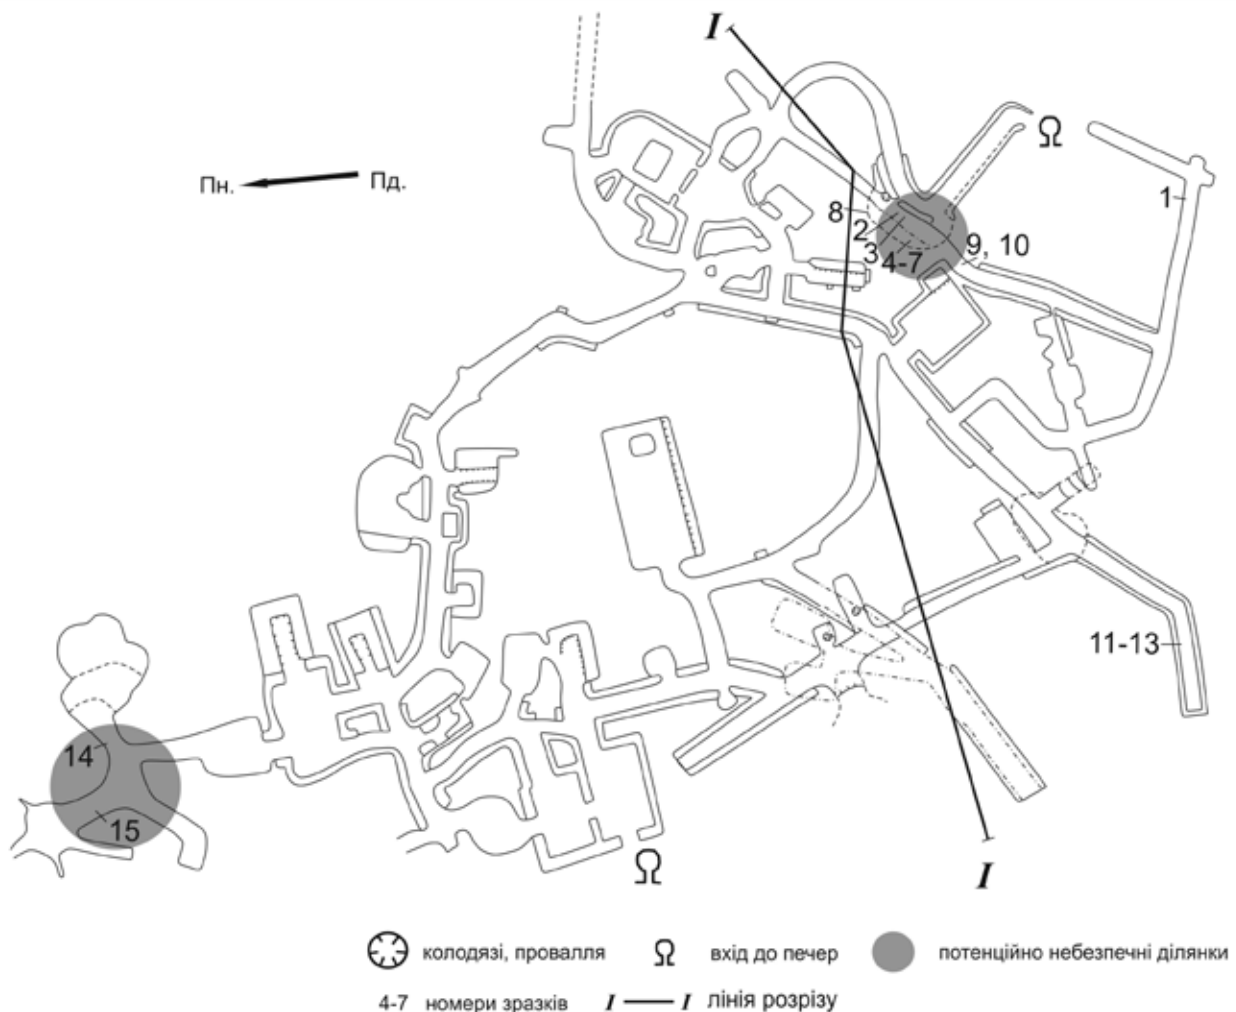 I
Пн.
Пд.
Ω
1
8
2
3
4-7
9, 10
11-13
14
15
Ω
I
колодязі, провалля
Ω вхід до печер
потенційно небезпечні ділянки
4-7 номери зразків
I — I лінія розрізу